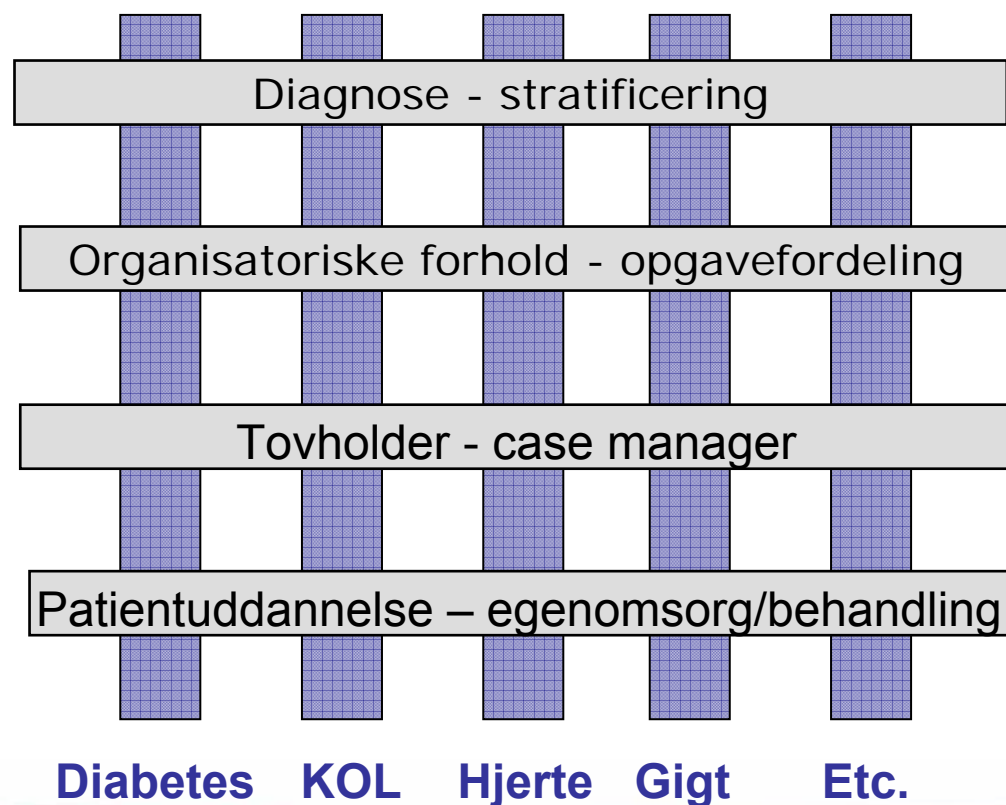 Diagnose - stratificering
Organisatoriske forhold - opgavefordeling
Tovholder - case manager
Patientuddannelse – egenomsorg/behandling
Diabetes KOL Hjerte Gigt Etc.